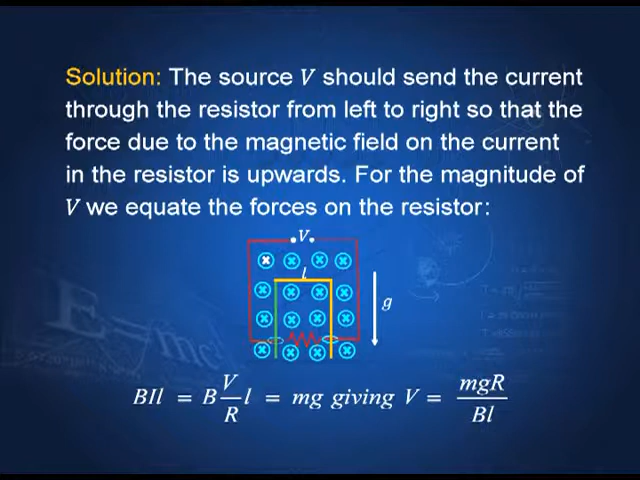 Solution: The source V should send the current
through the resistor from left to right so that the
force due to the magnetic field on the current
in the resistor is upwards. For the magnitude of
V we equate the forces on the resistor:
V
l
g
BIl = B V/R l = mg giving V = mgR/Bl